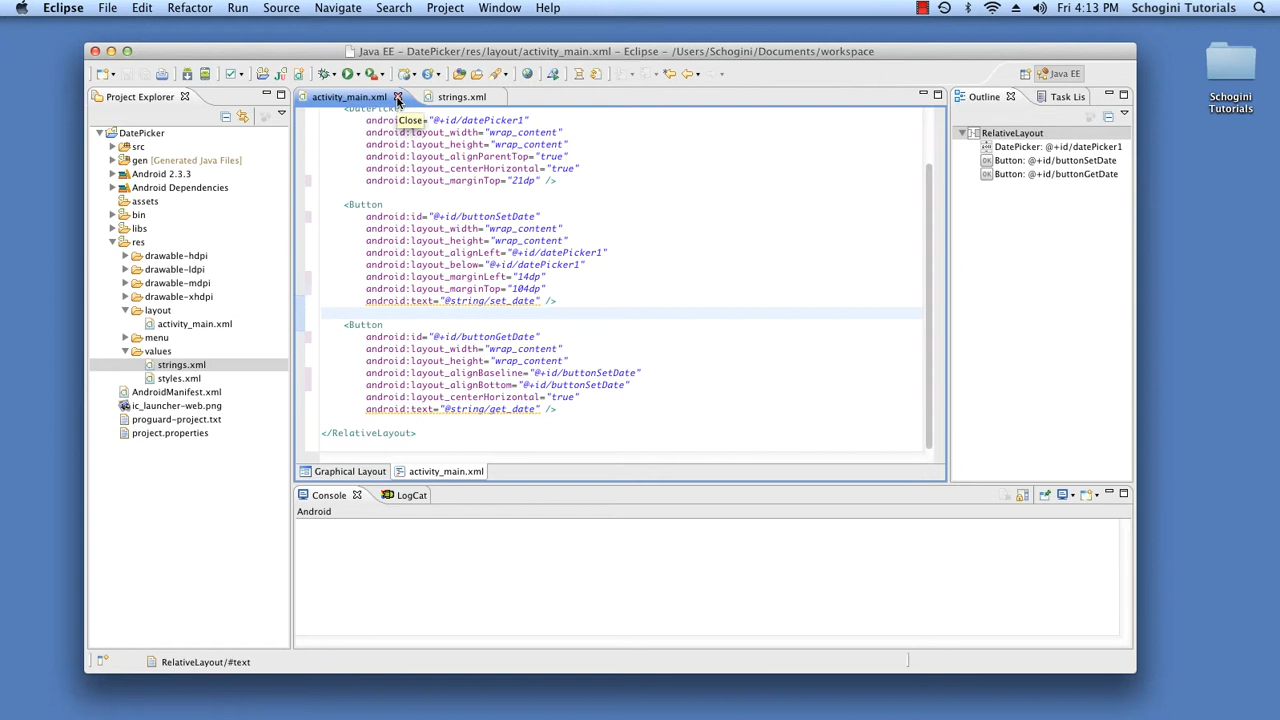 Eclipse File Edit Refactor Run Source Navigate Search Project Window Help Fri 4:13 PM Schogini Tutorials
Java EE – DatePicker/res/layout/activity_main.xml – Eclipse – /Users/Schogini/Documents/workspace
Java EE
Project Explorer
activity_main.xml strings.xml
Outline Task Lis
Close
DatePicker
src
gen [Generated Java Files]
Android 2.3.3
Android Dependencies
assets
bin
libs
res
drawable-hdpi
drawable-ldpi
drawable-mdpi
drawable-xhdpi
layout
activity_main.xml
menu
values
strings.xml
styles.xml
AndroidManifest.xml
ic_launcher-web.png
proguard-project.txt
project.properties
<DatePicker
andro ="@+id/datePicker1"
android:layout_width="wrap_content"
android:layout_height="wrap_content"
android:layout_alignParentTop="true"
android:layout_centerHorizontal="true"
android:layout_marginTop="21dp" />
<Button
android:id="@+id/buttonSetDate"
android:layout_width="wrap_content"
android:layout_height="wrap_content"
android:layout_alignLeft="@+id/datePicker1"
android:layout_below="@+id/datePicker1"
android:layout_marginLeft="14dp"
android:layout_marginTop="104dp"
android:text="@string/set_date" />
<Button
android:id="@+id/buttonGetDate"
android:layout_width="wrap_content"
android:layout_height="wrap_content"
android:layout_alignBaseline="@+id/buttonSetDate"
android:layout_alignBottom="@+id/buttonSetDate"
android:layout_centerHorizontal="true"
android:text="@string/get_date" />
</RelativeLayout>
Graphical Layout activity_main.xml
RelativeLayout
DatePicker: @+id/datePicker1
OK Button: @+id/buttonSetDate
OK Button: @+id/buttonGetDate
Console LogCat
Android
RelativeLayout/#text
Schogini
Tutorials